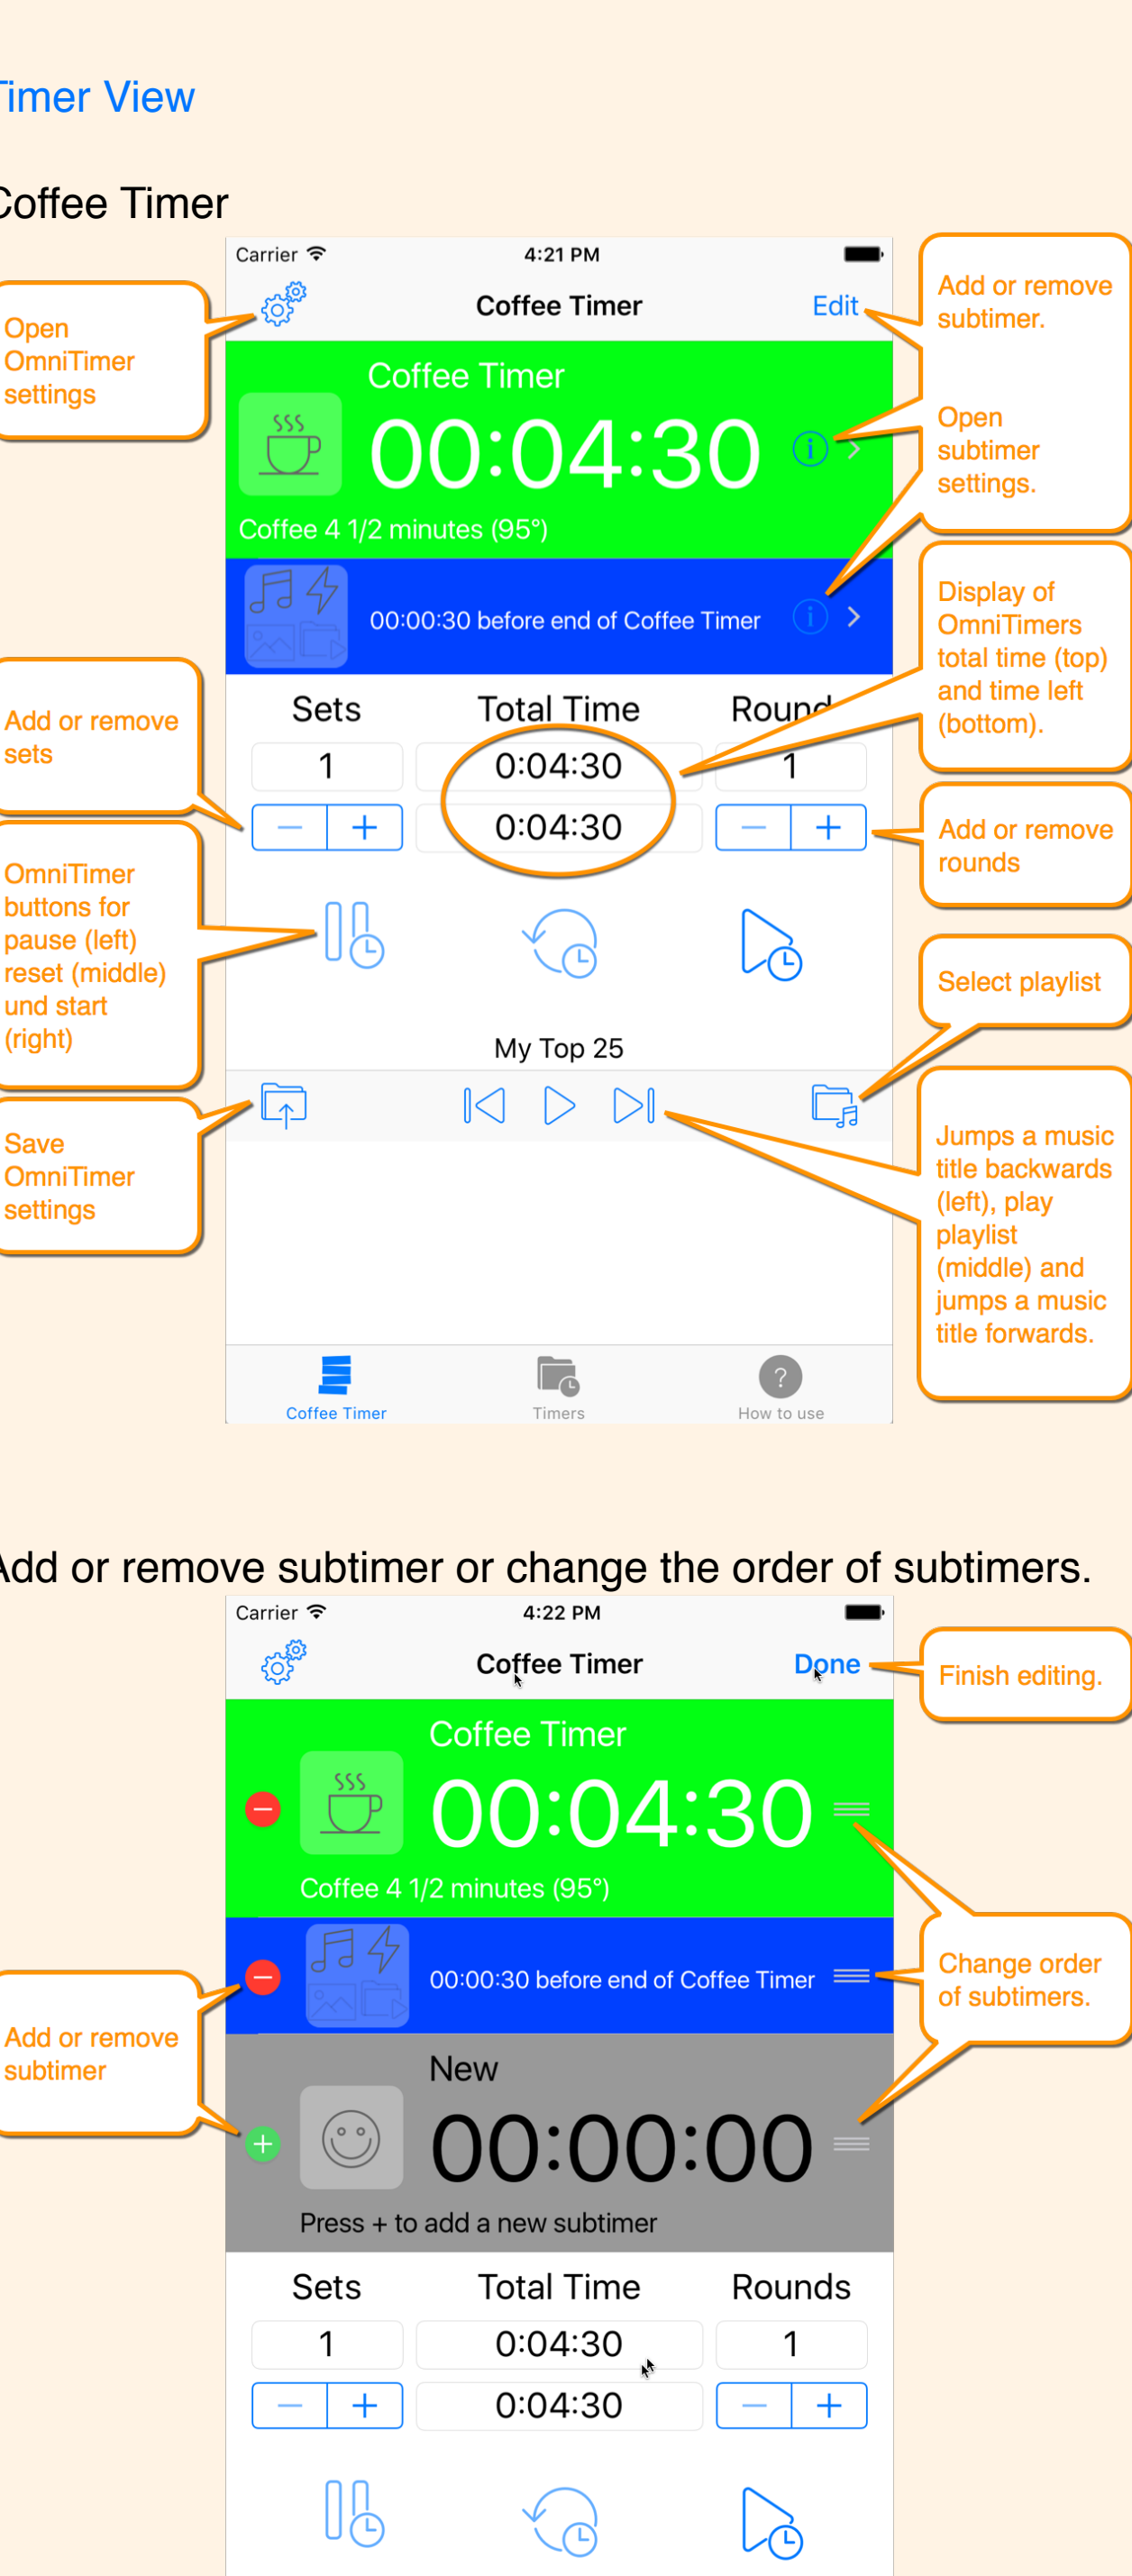 Timer View
Coffee Timer
Carrier 4:21 PM
Coffee Timer Edit
Open
OmniTimer
settings
Add or remove
subtimer.
Open
subtimer
settings.
Coffee Timer
00:04:30
Coffee 4 1/2 minutes (95°)
00:00:30 before end of Coffee Timer
Display of
OmniTimers
total time (top)
and time left
(bottom).
Add or remove
sets
Sets Total Time Round
1 0:04:30 1
0:04:30
Add or remove
rounds
OmniTimer
buttons for
pause (left)
reset (middle)
und start
(right)
Select playlist
My Top 25
Save
OmniTimer
settings
Jumps a music
title backwards
(left), play
playlist
(middle) and
jumps a music
title forwards.
Coffee Timer Timers How to use
Add or remove subtimer or change the order of subtimers.
Carrier 4:22 PM
Coffee Timer Done
Finish editing.
Coffee Timer
00:04:30
Coffee 4 1/2 minutes (95°)
00:00:30 before end of Coffee Timer
Change order
of subtimers.
Add or remove
subtimer
New
00:00:00
Press + to add a new subtimer
Sets Total Time Rounds
1 0:04:30 1
0:04:30